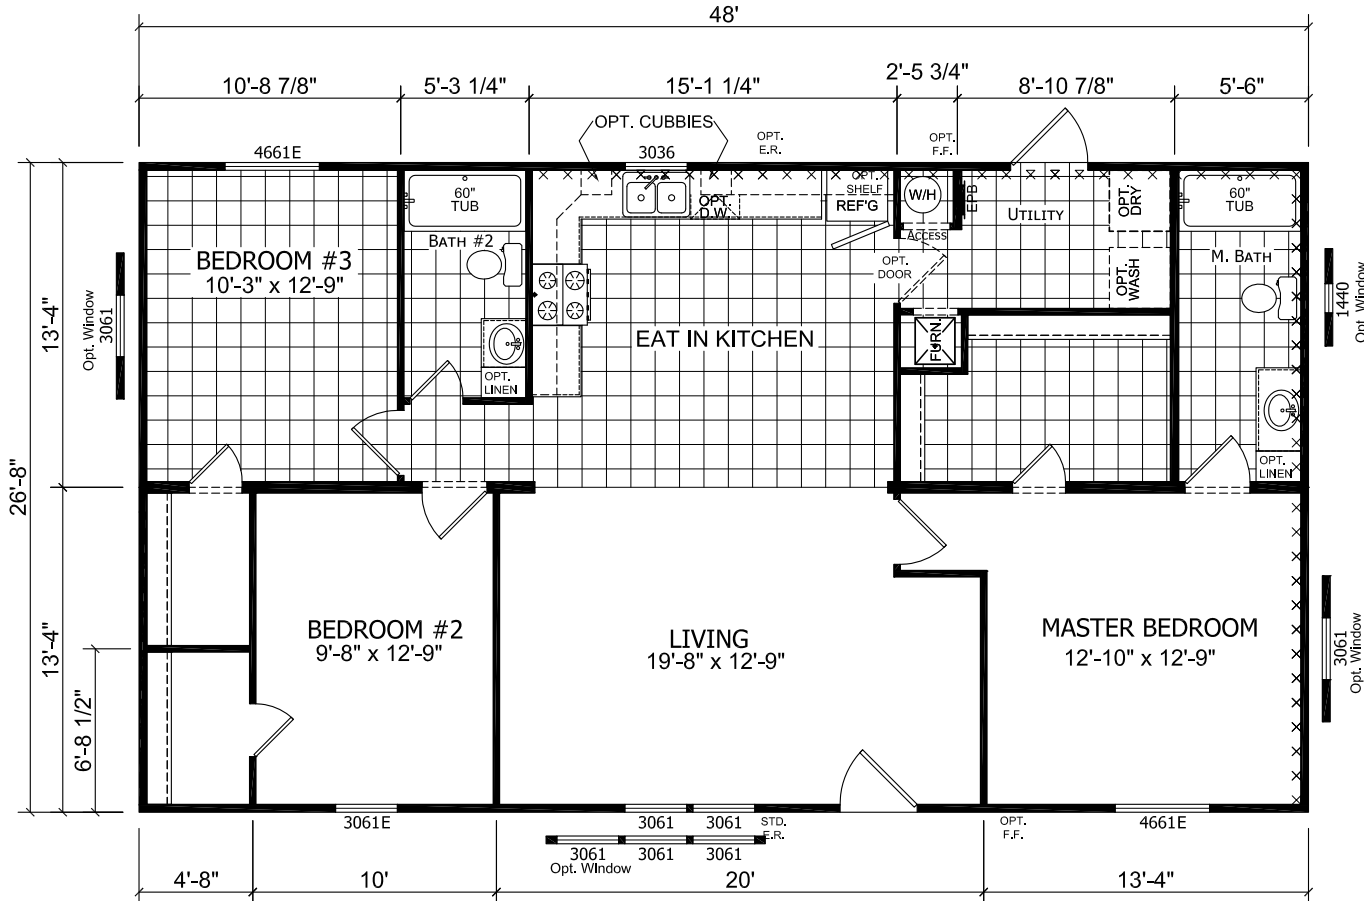 48'
10'-8 7/8"
5'-3 1/4"
15'-1 1/4"
2'-5 3/4"
8'-10 7/8"
5'-6"
OPT. CUBBIES
OPT.
E.R.
OPT.
F.F.
4661E
3036
60"
TUB
OPT.
SHELF
REF'G
W/H
EPB
UTILITY
OPT.
DRY
60"
TUB
OPT.
D.W.
ACCESS
BATH #2
M. BATH
BEDROOM #3
10'-3" x 12'-9"
OPT.
DOOR
OPT.
WASH
Opt. Window
3061
1440
Opt. Window
13'-4"
EAT IN KITCHEN
FURN.
OPT.
LINEN
OPT.
LINEN
26'-8"
13'-4"
6'-8 1/2"
BEDROOM #2
9'-8" x 12'-9"
LIVING
19'-8" x 12'-9"
MASTER BEDROOM
12'-10" x 12'-9"
3061
Opt. Window
3061E
3061
3061
STD.
E.R.
OPT.
F.F.
4661E
3061
3061
3061
Opt. Window
4'-8"
10'
20'
13'-4"